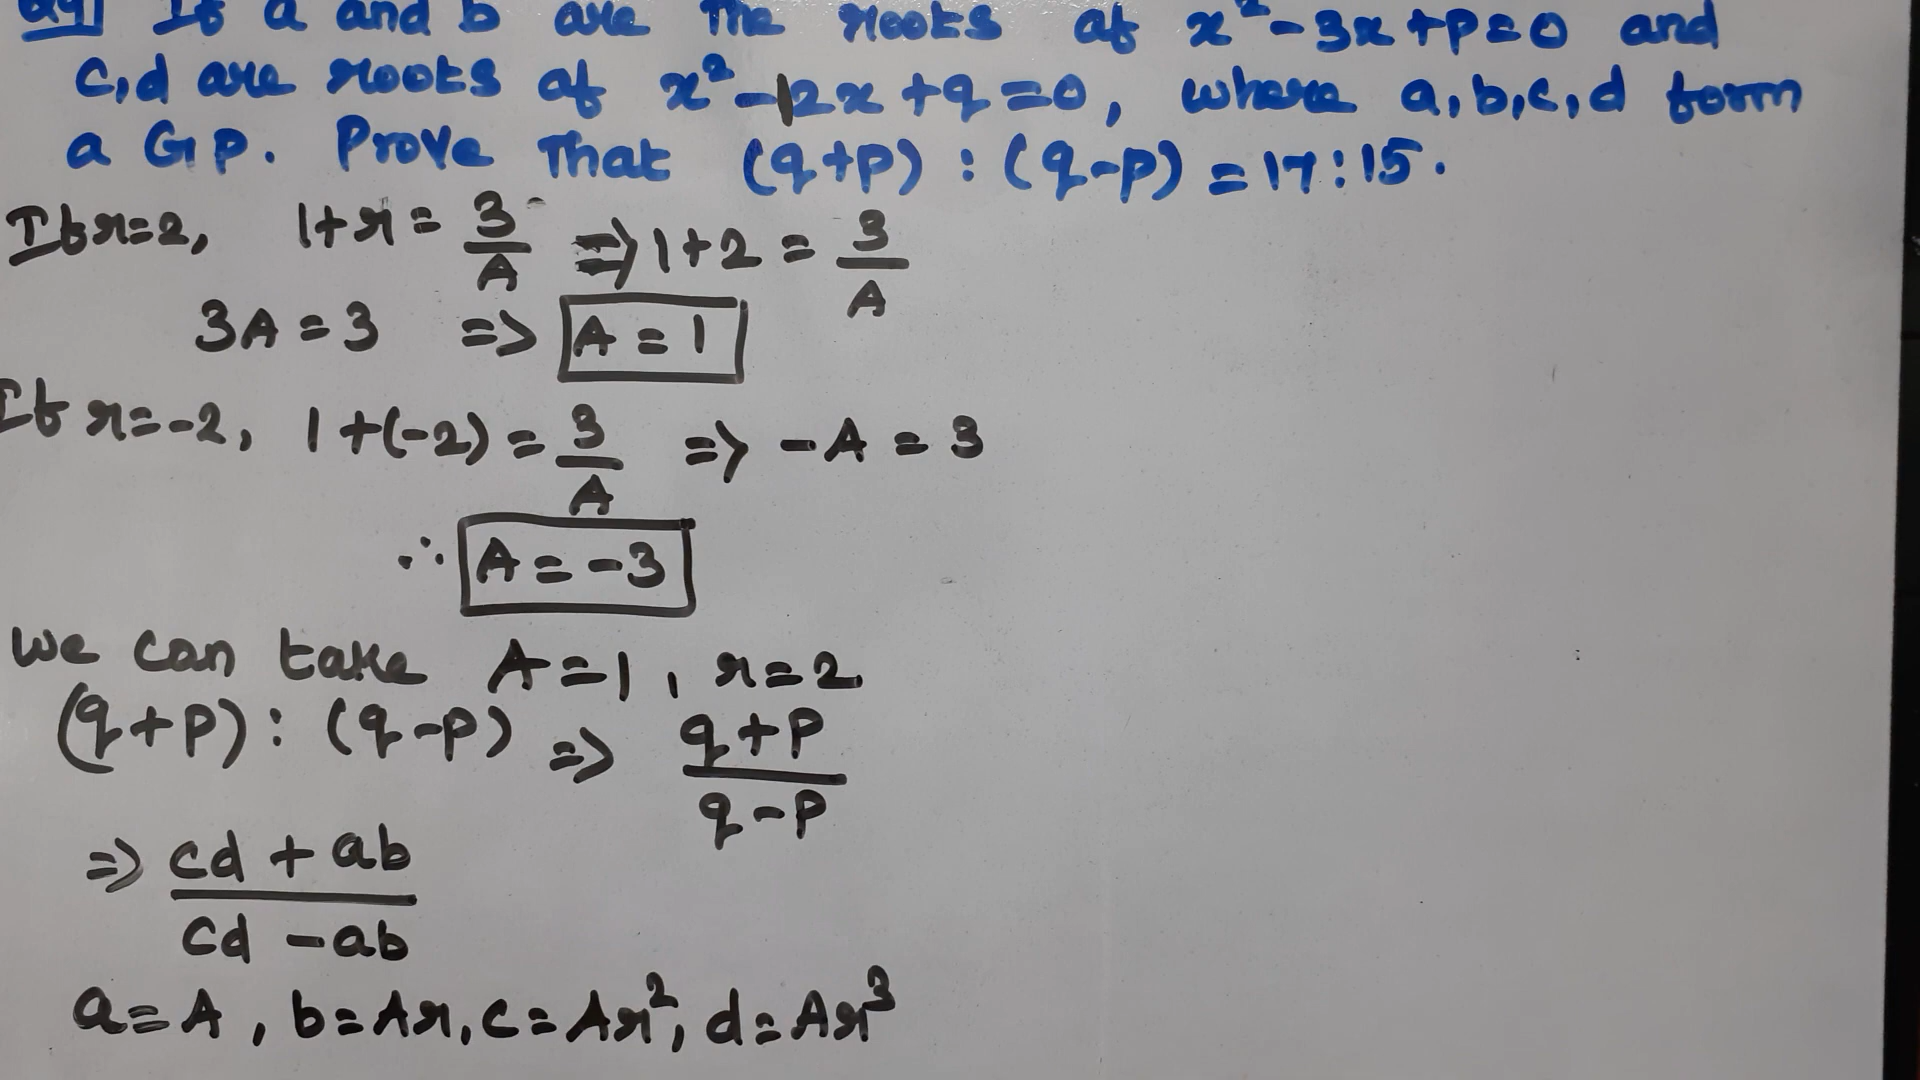 Q9] If a and b are the roots of x²-3x+p=0 and
c,d are roots of x²-12x+q=0, where a,b,c,d form
a G.P. Prove that (q+p) : (q-p) = 17:15.
If r=2, 1+r = 3/A => 1+2 = 3/A
3A = 3 => A = 1
If r=-2, 1+(-2) = 3/A => -A = 3
∴ A = -3
we can take A=1, r=2
(q+p) : (q-p) => q+p/q-p
=> cd + ab/cd - ab
a=A, b=Ar, c=Ar², d=Ar³